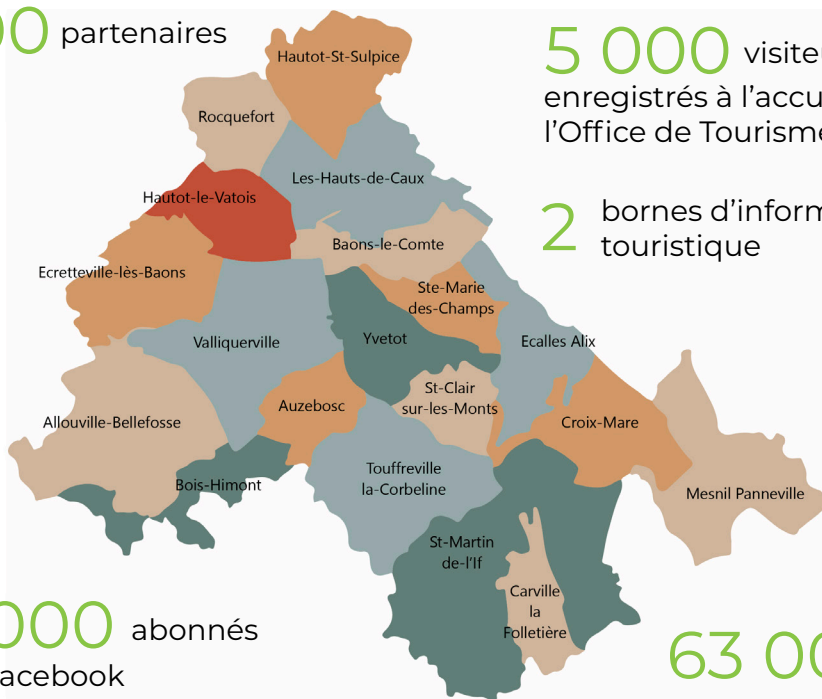 00 partenaires
Hautot-St-Sulpice
5 000 visiteu
enregistrés à l'accu
l'Office de Tourisme
Rocquefort
Les-Hauts-de-Caux
Hautot-le-Vatois
2 bornes d'inform
touristique
Baons-le-Comte
Ecretteville-lès-Baons
Ste-Marie
des-Champs
Valliquerville
Yvetot
Ecalles Alix
St-Clair
sur-les-Monts
Auzebosc
Allouville-Bellefosse
Croix-Mare
Touffreville
la-Corbeline
Bois-Himont
Mesnil Panneville
St-Martin
de-l'If
Carville
la
Folletière
000 abonnés
acebook
63 00